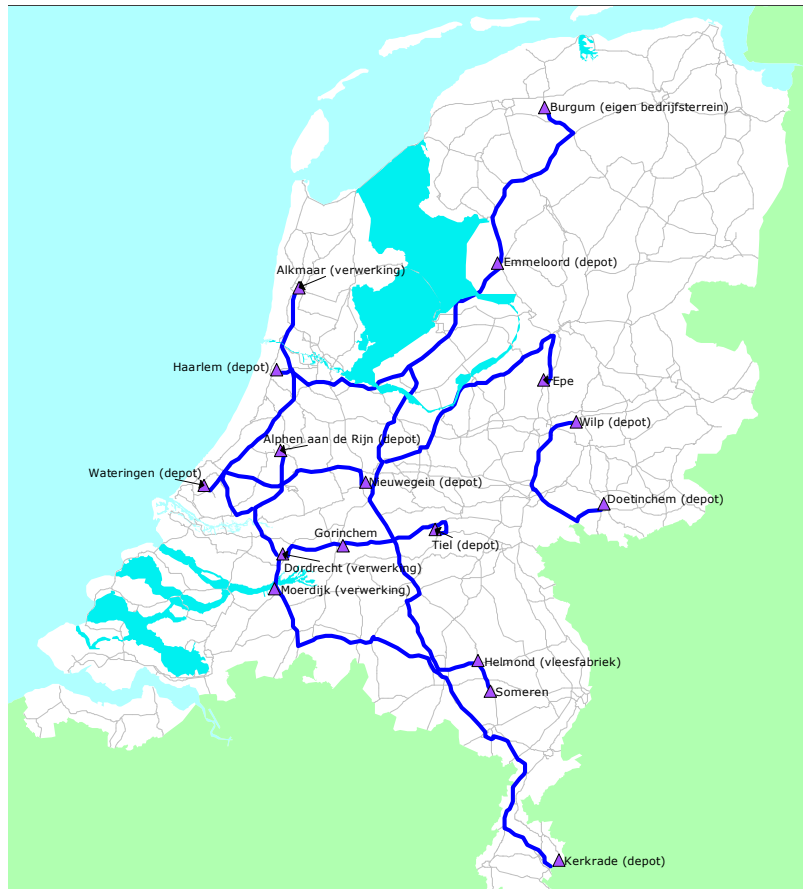 Burgum (eigen bedrijfsterrein)
Emmeloord (depot)
Alkmaar (verwerking)
Haarlem (depot)
Epe
Wilp (depot)
Alphen aan de Rijn (depot)
Wateringen (depot)
Nieuwegein (depot)
Doetinchem (depot)
Gorinchem
Tiel (depot)
Dordrecht (verwerking)
Moerdijk (verwerking)
Helmond (vleesfabriek)
Someren
Kerkrade (depot)